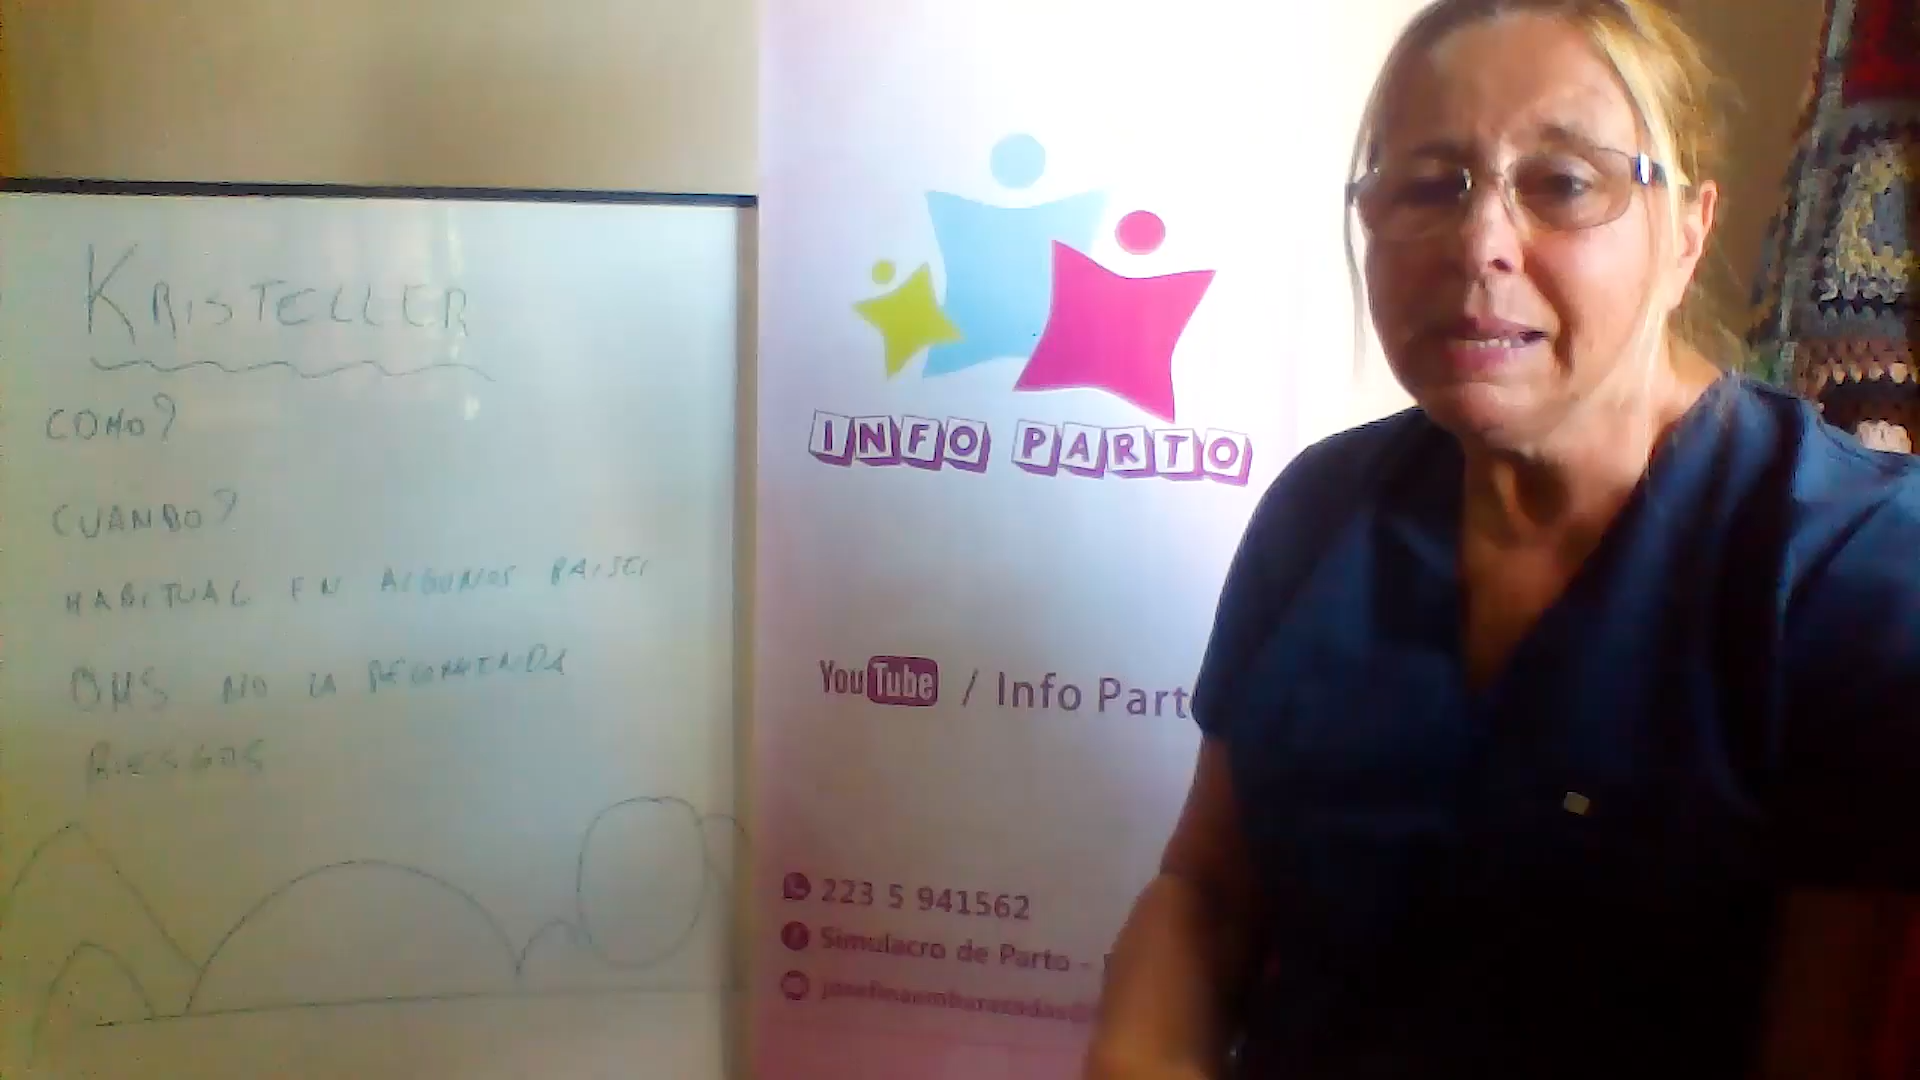 KRISTELLER
COMO?
CUANDO?
HABITUAL EN ALGUNOS PAISES
OMS NO LA RECOMIENDA
RIESGOS
INFO PARTO
YouTube / Info Part
223 5 941562
Simulacro de Parto -